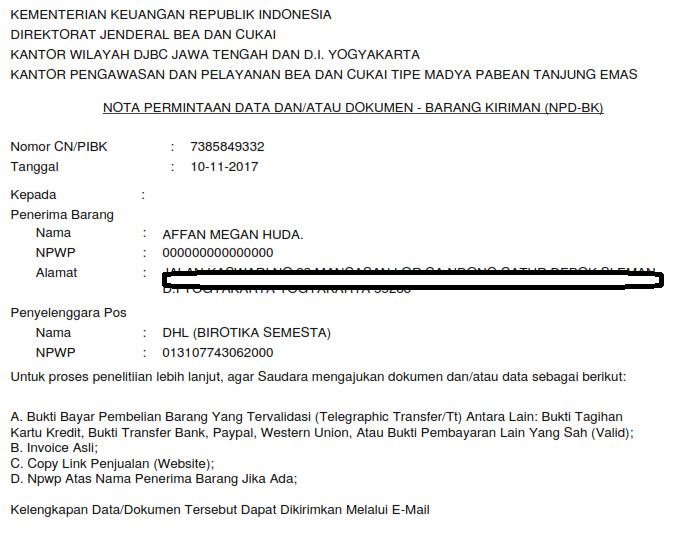 KEMENTERIAN KEUANGAN REPUBLIK INDONESIA
DIREKTORAT JENDERAL BEA DAN CUKAI
KANTOR WILAYAH DJBC JAWA TENGAH DAN D.I. YOGYAKARTA
KANTOR PENGAWASAN DAN PELAYANAN BEA DAN CUKAI TIPE MADYA PABEAN TANJUNG EMAS
NOTA PERMINTAAN DATA DAN/ATAU DOKUMEN - BARANG KIRIMAN (NPD-BK)
Nomor CN/PIBK : 7385849332
Tanggal : 10-11-2017
Kepada :
Penerima Barang
Nama : AFFAN MEGAN HUDA.
NPWP : 000000000000000
Alamat :
Penyelenggara Pos
Nama : DHL (BIROTIKA SEMESTA)
NPWP : 013107743062000
Untuk proses penelitiian lebih lanjut, agar Saudara mengajukan dokumen dan/atau data sebagai berikut:
A. Bukti Bayar Pembelian Barang Yang Tervalidasi (Telegraphic Transfer/Tt) Antara Lain: Bukti Tagihan
Kartu Kredit, Bukti Transfer Bank, Paypal, Western Union, Atau Bukti Pembayaran Lain Yang Sah (Valid);
B. Invoice Asli;
C. Copy Link Penjualan (Website);
D. Npwp Atas Nama Penerima Barang Jika Ada;
Kelengkapan Data/Dokumen Tersebut Dapat Dikirimkan Melalui E-Mail